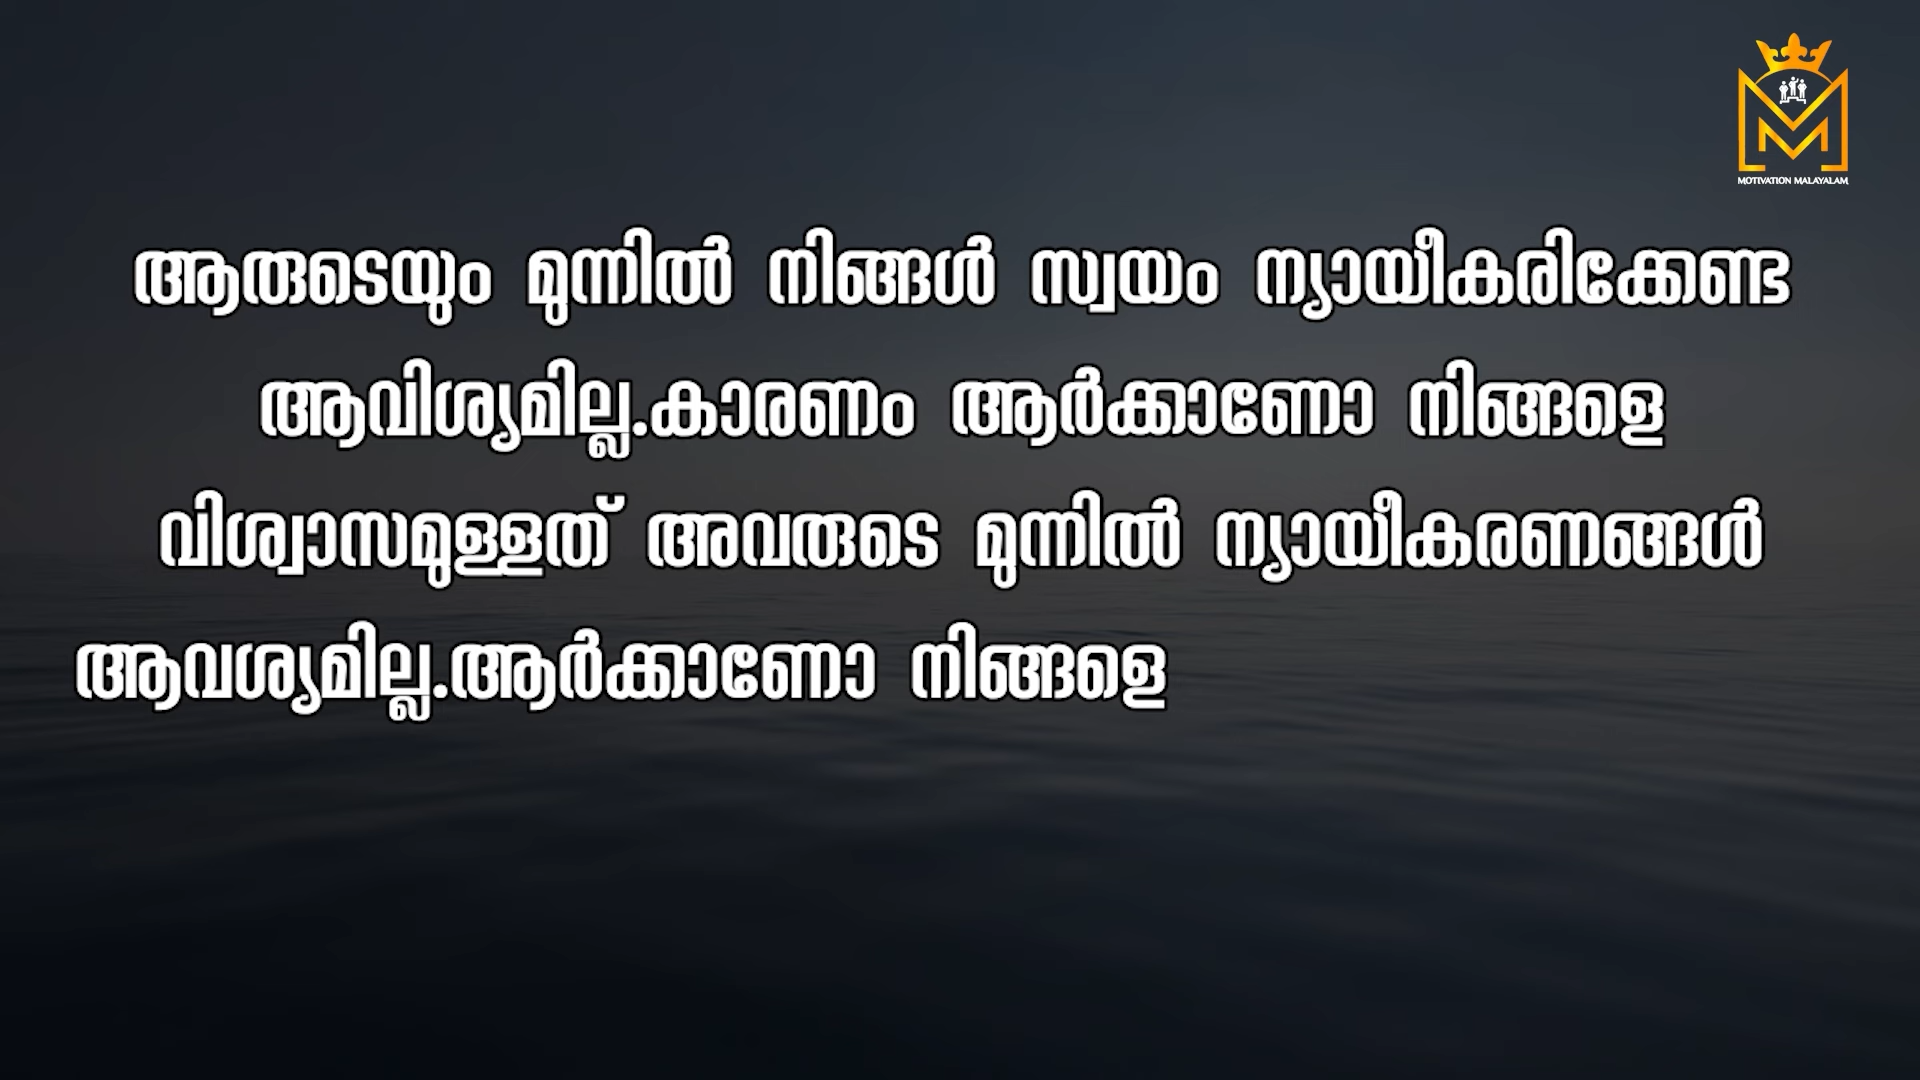 MOTIVATION MALAYALAM
ആരുടെയും മുന്നിൽ നിങ്ങൾ സ്വയം ന്യായീകരിക്കേണ്ട
ആവിശ്യമില്ല.കാരണം ആർക്കാണോ നിങ്ങളെ
വിശ്വാസമുള്ളത് അവരുടെ മുന്നിൽ ന്യായീകരണങ്ങൾ
ആവശ്യമില്ല.ആർക്കാണോ നിങ്ങളെ